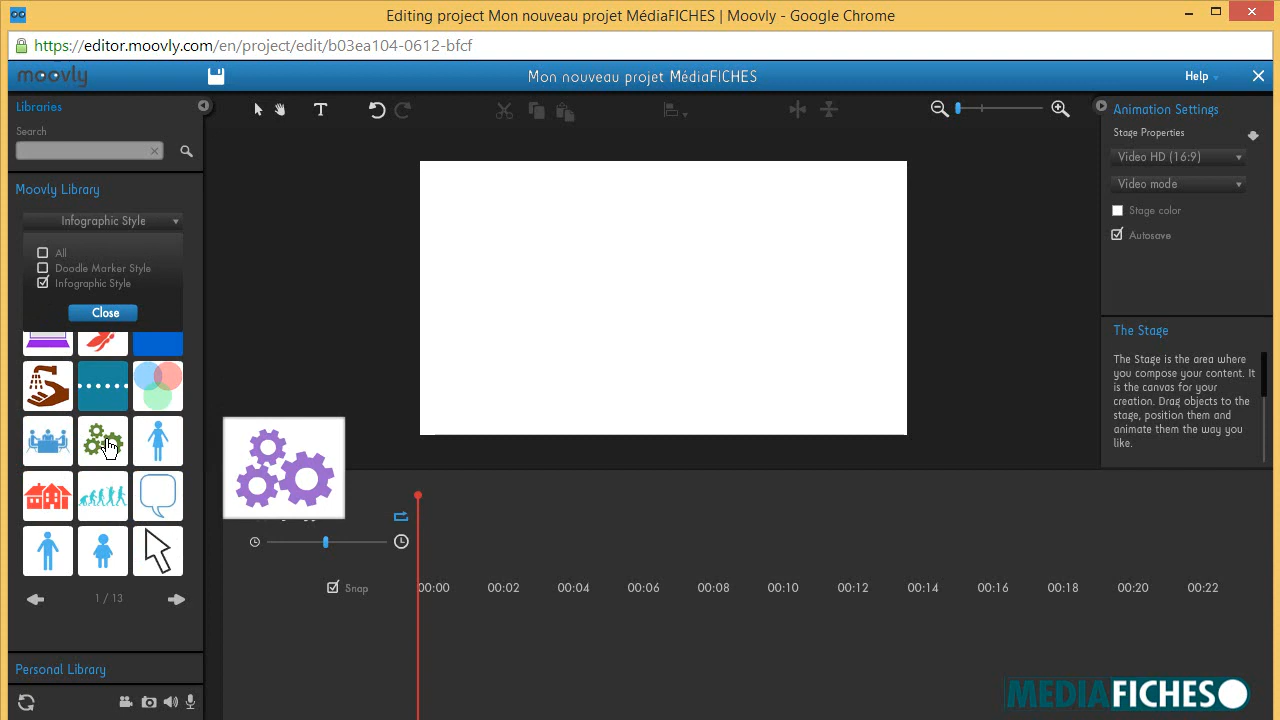 Editing project Mon nouveau projet MédiaFICHES | Moovly - Google Chrome
https://editor.moovly.com/en/project/edit/b03ea104-0612-bfcf
moovly
Mon nouveau projet MédiaFICHES
Help
Libraries
Search
Moovly Library
Infographic Style
All
Doodle Marker Style
Infographic Style
Close
1 / 13
Personal Library
Animation Settings
Stage Properties
Video HD (16:9)
Video mode
Stage color
Autosave
The Stage
The Stage is the area where
you compose your content. It
is the canvas for your
creation. Drag objects to the
stage, position them and
animate them the way you
like.
Snap
00:00 00:02 00:04 00:06 00:08 00:10 00:12 00:14 00:16 00:18 00:20 00:22
MEDIAFICHES